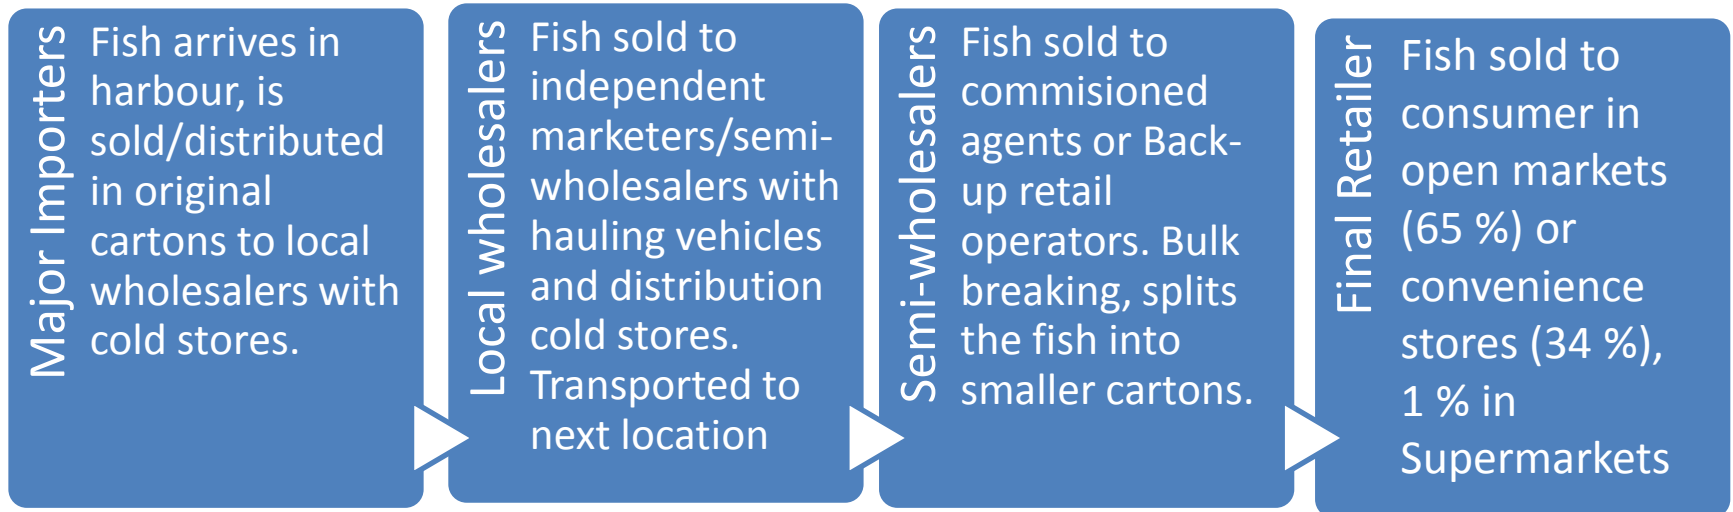 Major Importers
Fish arrives in
harbour, is
sold/distributed
in original
cartons to local
wholesalers with
cold stores.
Local wholesalers
Fish sold to
independent
marketers/semi-
wholesalers with
hauling vehicles
and distribution
cold stores.
Transported to
next location
Semi-wholesalers
Fish sold to
commisioned
agents or Back-
up retail
operators. Bulk
breaking, splits
the fish into
smaller cartons.
Final Retailer
Fish sold to
consumer in
open markets
(65 %) or
convenience
stores (34 %),
1 % in
Supermarkets